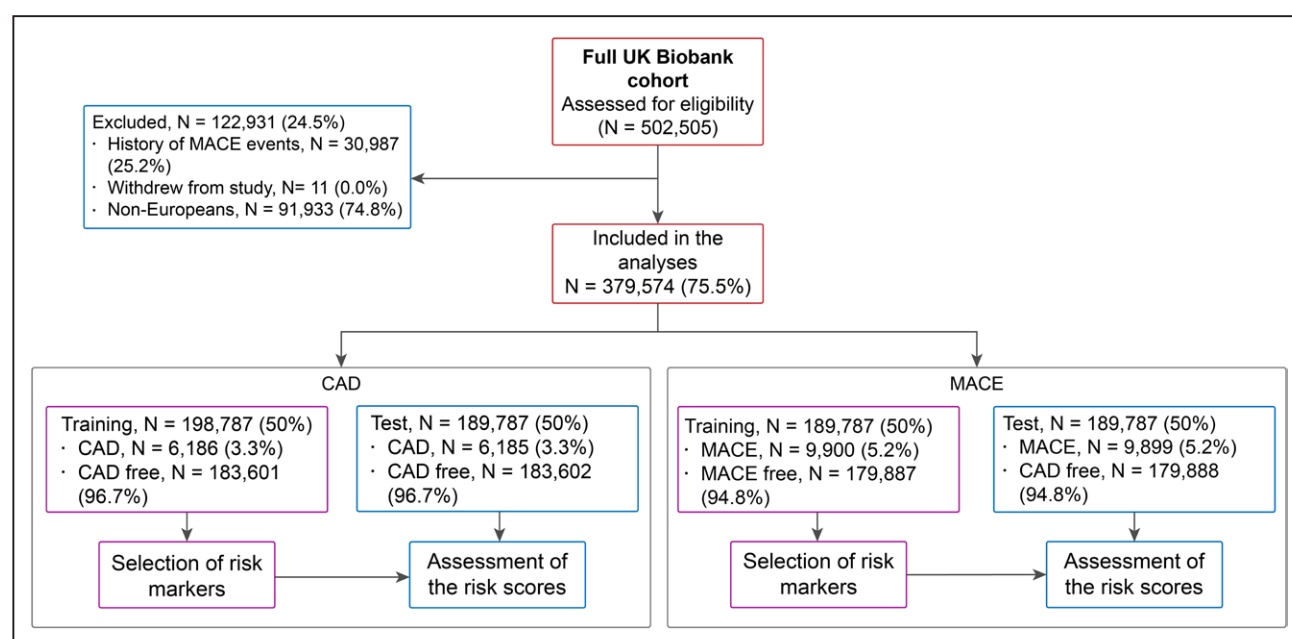 Full UK Biobank
cohort
Assessed for eligibility
(N = 502,505)
Excluded, N = 122,931 (24.5%)
· History of MACE events, N = 30,987
(25.2%)
· Withdrew from study, N= 11 (0.0%)
· Non-Europeans, N = 91,933 (74.8%)
Included in the
analyses
N = 379,574 (75.5%)
CAD
Training, N = 198,787 (50%)
· CAD, N = 6,186 (3.3%)
· CAD free, N = 183,601
(96.7%)
Test, N = 189,787 (50%)
· CAD, N = 6,185 (3.3%)
· CAD free, N = 183,602
(96.7%)
Selection of risk
markers
Assessment of
the risk scores
MACE
Training, N = 189,787 (50%)
· MACE, N = 9,900 (5.2%)
· MACE free, N = 179,887
(94.8%)
Test, N = 189,787 (50%)
· MACE, N = 9,899 (5.2%)
· CAD free, N = 179,888
(94.8%)
Selection of risk
markers
Assessment of
the risk scores